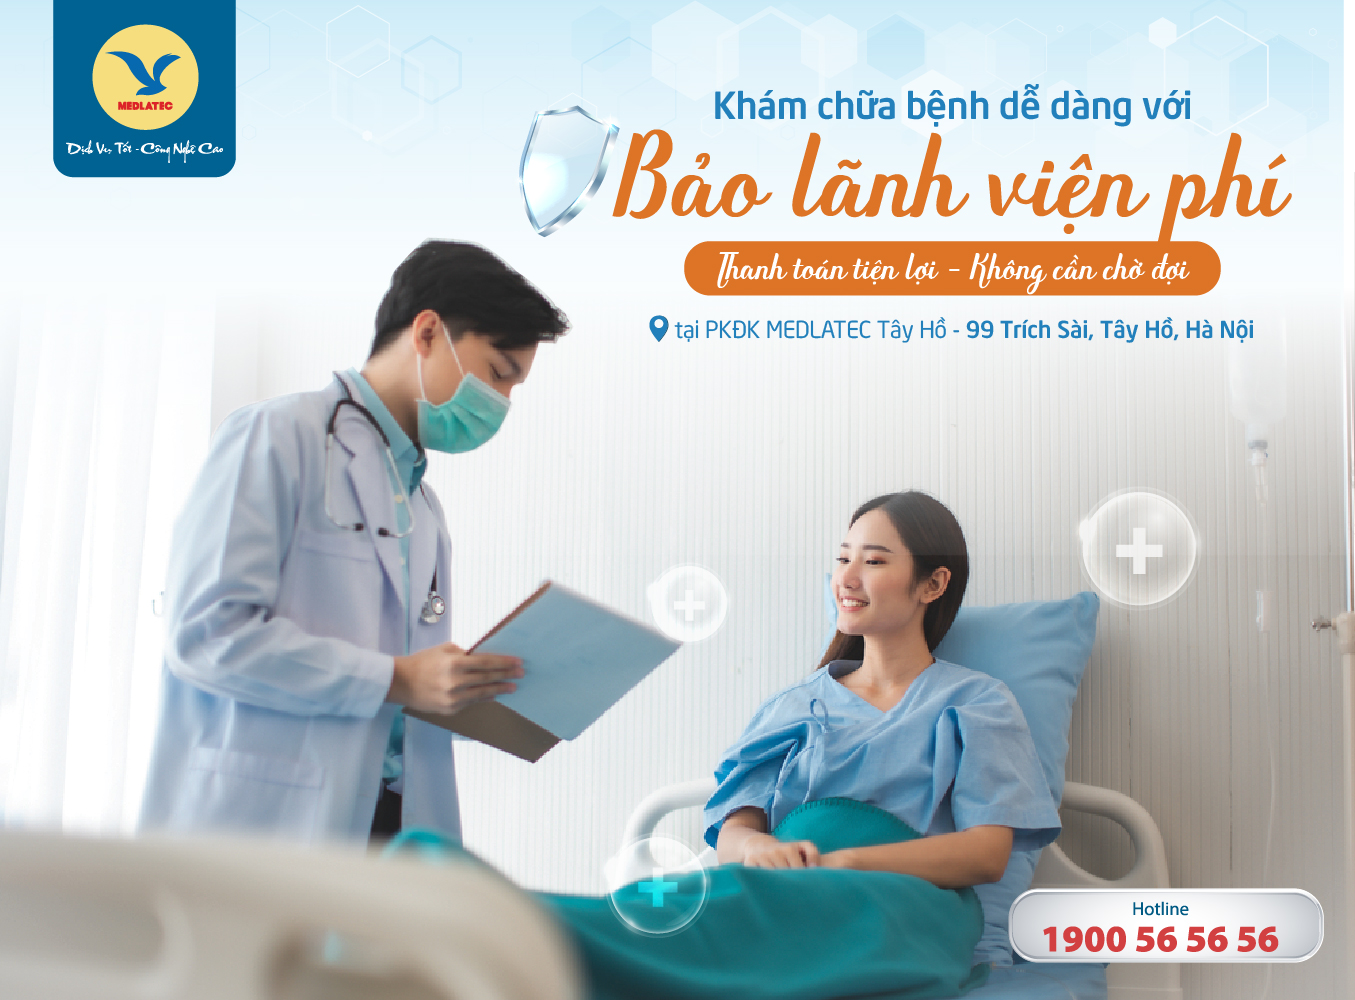 MEDLATEC
Dịch Vụ Tốt - Công Nghệ Cao
Khám chữa bệnh dễ dàng với
Bảo lãnh viện phí
Thanh toán tiện lợi - Không cần chờ đợi
tại PKĐK MEDLATEC Tây Hồ - 99 Trích Sài, Tây Hồ, Hà Nội
Hotline
1900 56 56 56